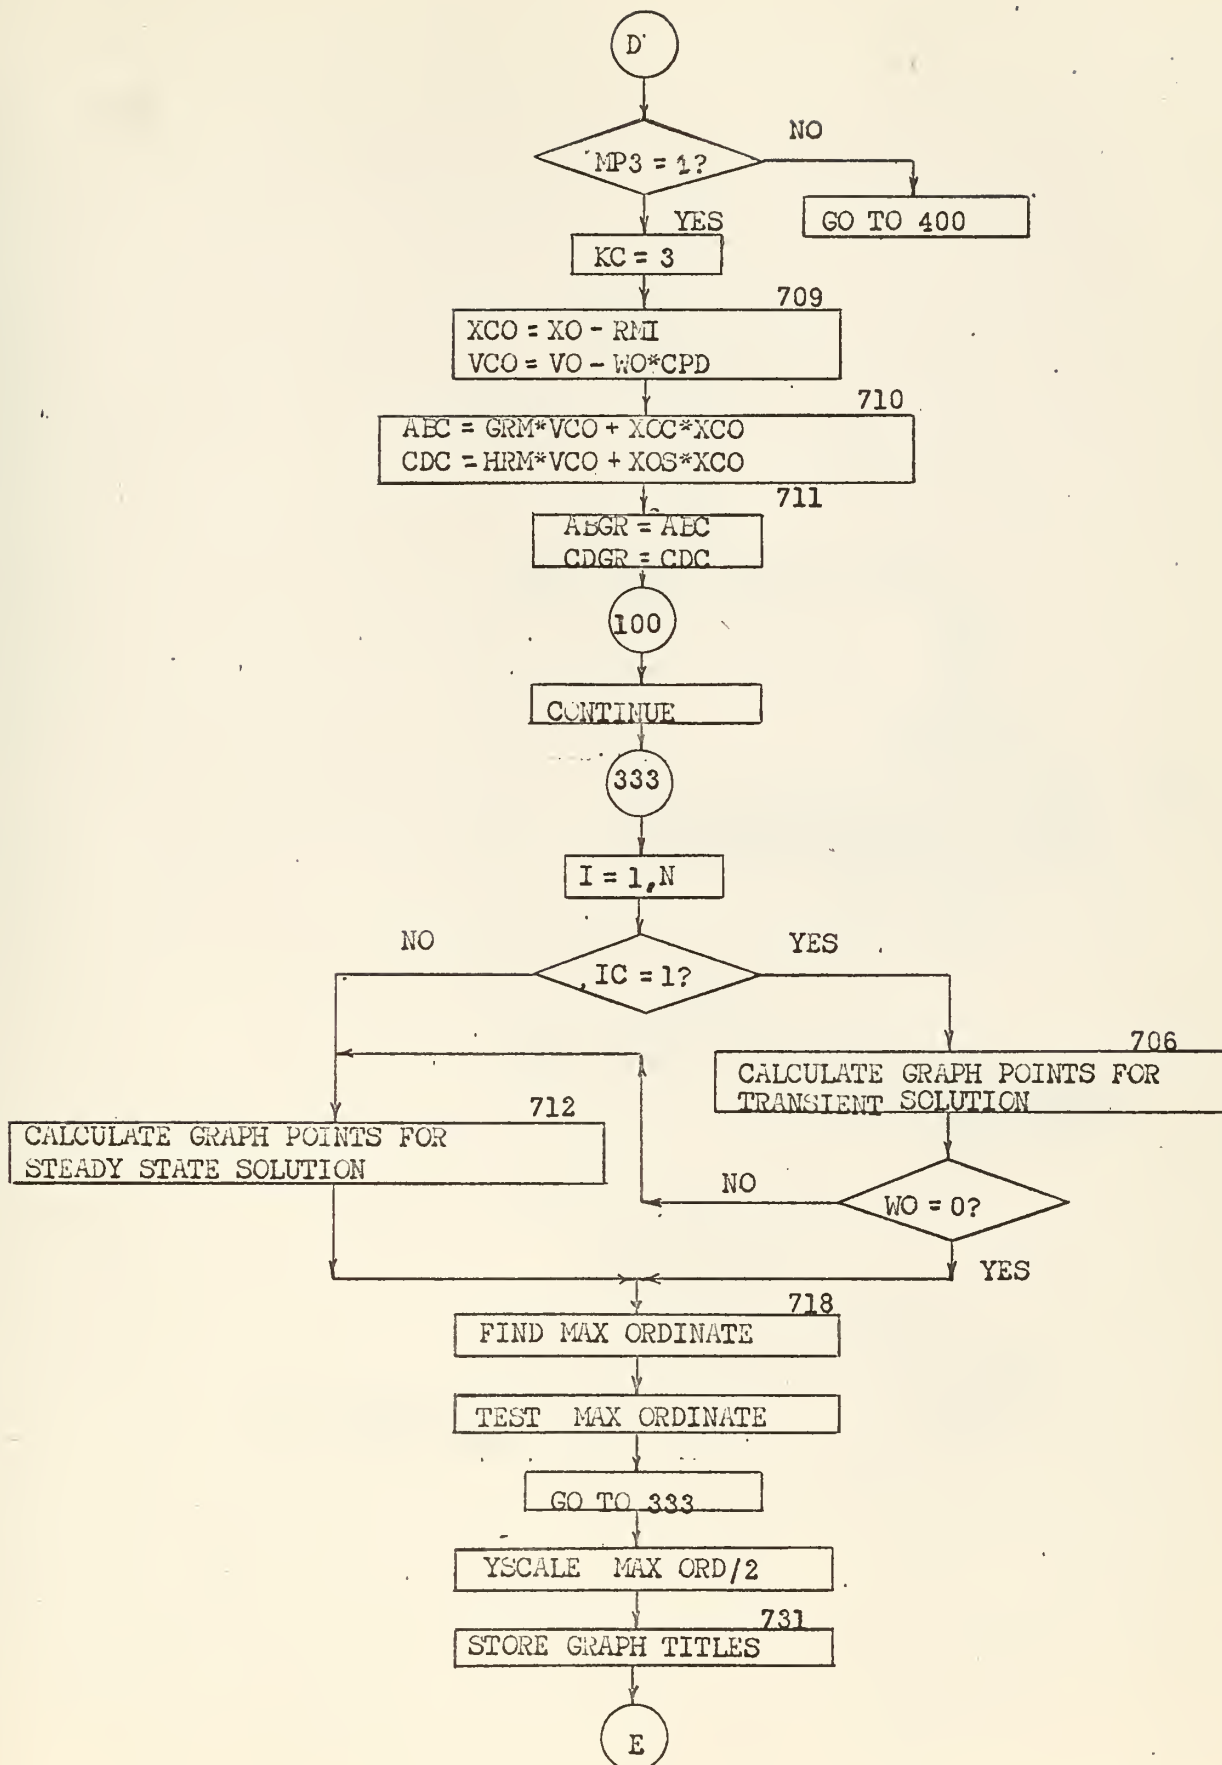 D
MP3 = 1?
NO
GO TO 400
YES
KC = 3
709
XCO = XO - RMI
VCO = VO - WO*CPD
710
ABC = GRM*VCO + XOC*XCO
CDC = HRM*VCO + XOS*XCO
711
ABGR = ABC
CDGR = CDC
100
CONTINUE
333
I = 1,N
NO
IC = 1?
YES
706
CALCULATE GRAPH POINTS FOR
TRANSIENT SOLUTION
712
CALCULATE GRAPH POINTS FOR
STEADY STATE SOLUTION
NO
WO = 0?
YES
718
FIND MAX ORDINATE
TEST MAX ORDINATE
GO TO 333
YSCALE MAX ORD/2
731
STORE GRAPH TITLES
E